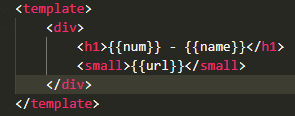 <template>
    <div>
        <h1>{{num}} - {{name}}</h1>
        <small>{{url}}</small>
    </div>
</template>